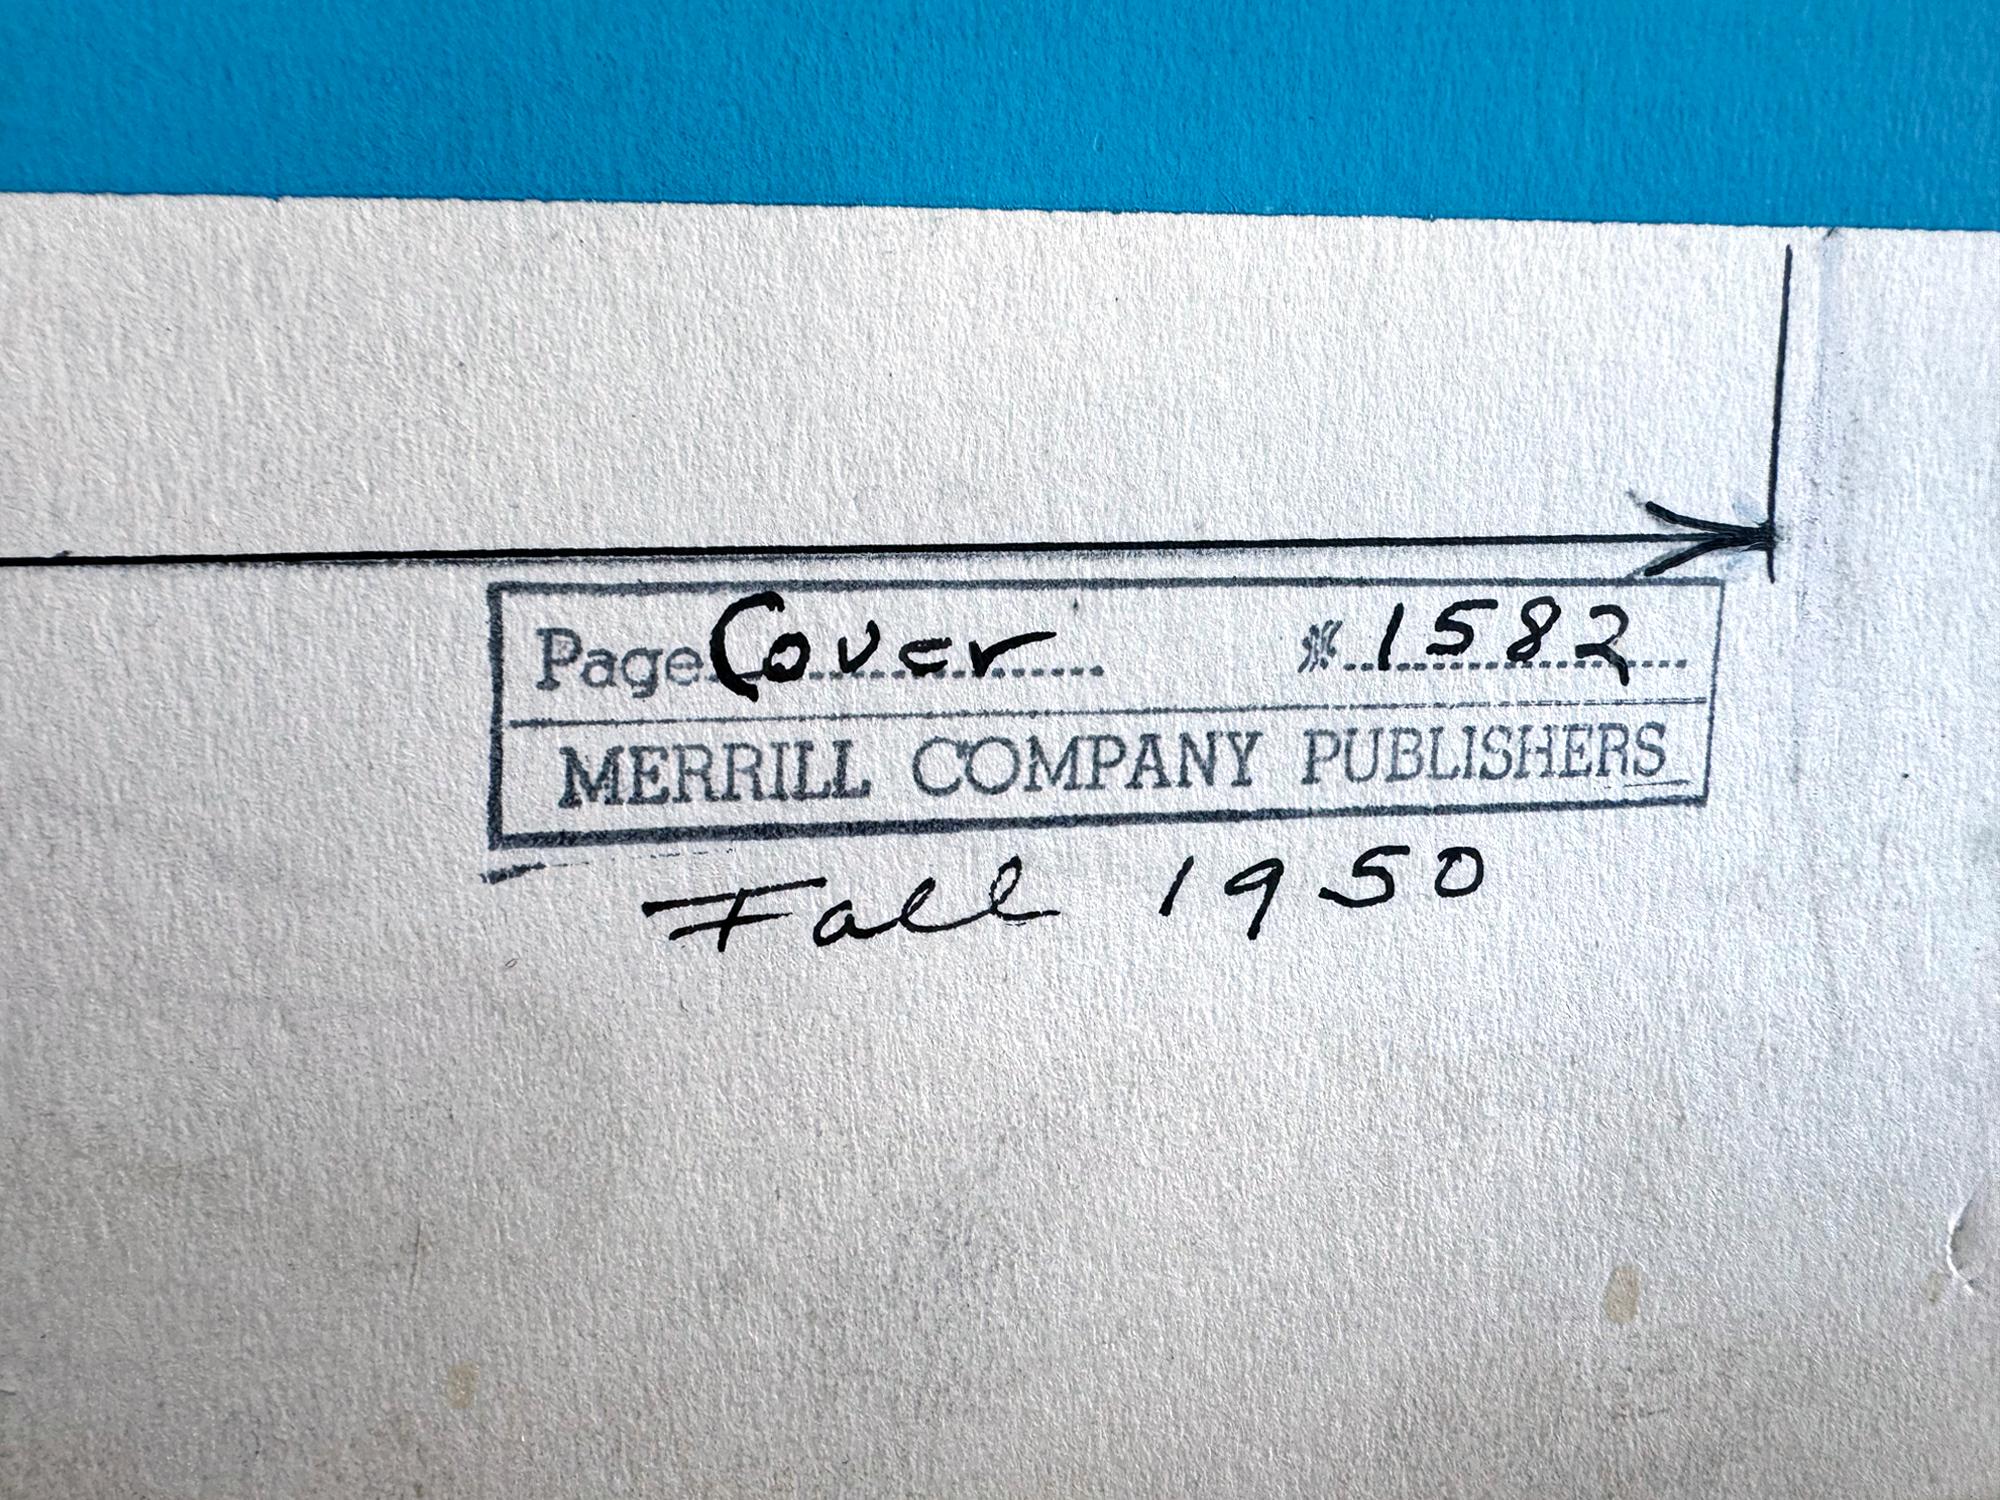 Page Cover # 1582
MERRILL COMPANY PUBLISHERS
Fall 1950